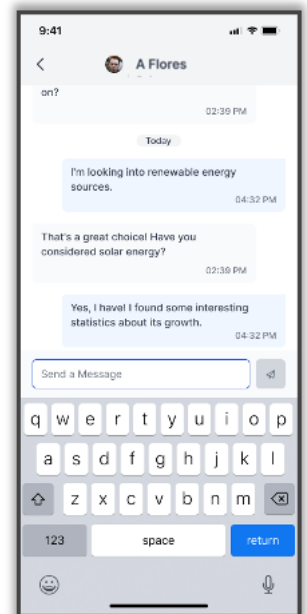 9:41
A Flores
on?
02:39 PM
Today
I'm looking into renewable energy
sources.
04:32 PM
That's a great choice! Have you
considered solar energy?
02:39 PM
Yes, I have! I found some interesting
statistics about its growth.
04:32 PM
Send a Message
q w e r t y u i o p
a s d f g h j k l
z x c v b n m
123 space return